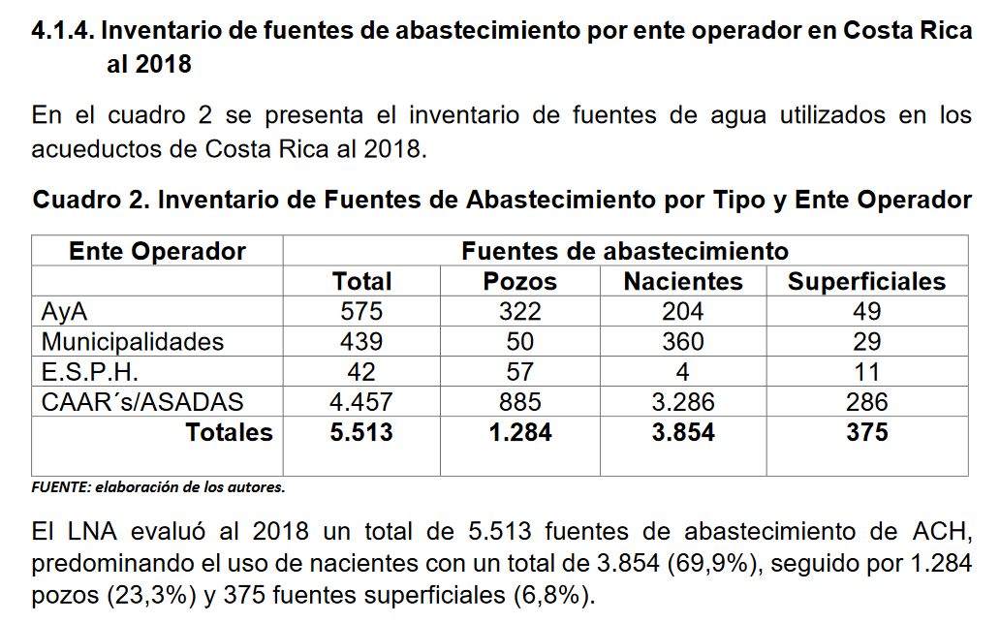 4.1.4. Inventario de fuentes de abastecimiento por ente operador en Costa Rica
al 2018
En el cuadro 2 se presenta el inventario de fuentes de agua utilizados en los
acueductos de Costa Rica al 2018.
Cuadro 2. Inventario de Fuentes de Abastecimiento por Tipo y Ente Operador
Ente Operador Fuentes de abastecimiento
Total Pozos Nacientes Superficiales
AyA 575 322 204 49
Municipalidades 439 50 360 29
E.S.P.H. 42 57 4 11
CAAR´s/ASADAS 4.457 885 3.286 286
Totales 5.513 1.284 3.854 375
FUENTE: elaboración de los autores.
El LNA evaluó al 2018 un total de 5.513 fuentes de abastecimiento de ACH,
predominando el uso de nacientes con un total de 3.854 (69,9%), seguido por 1.284
pozos (23,3%) y 375 fuentes superficiales (6,8%).